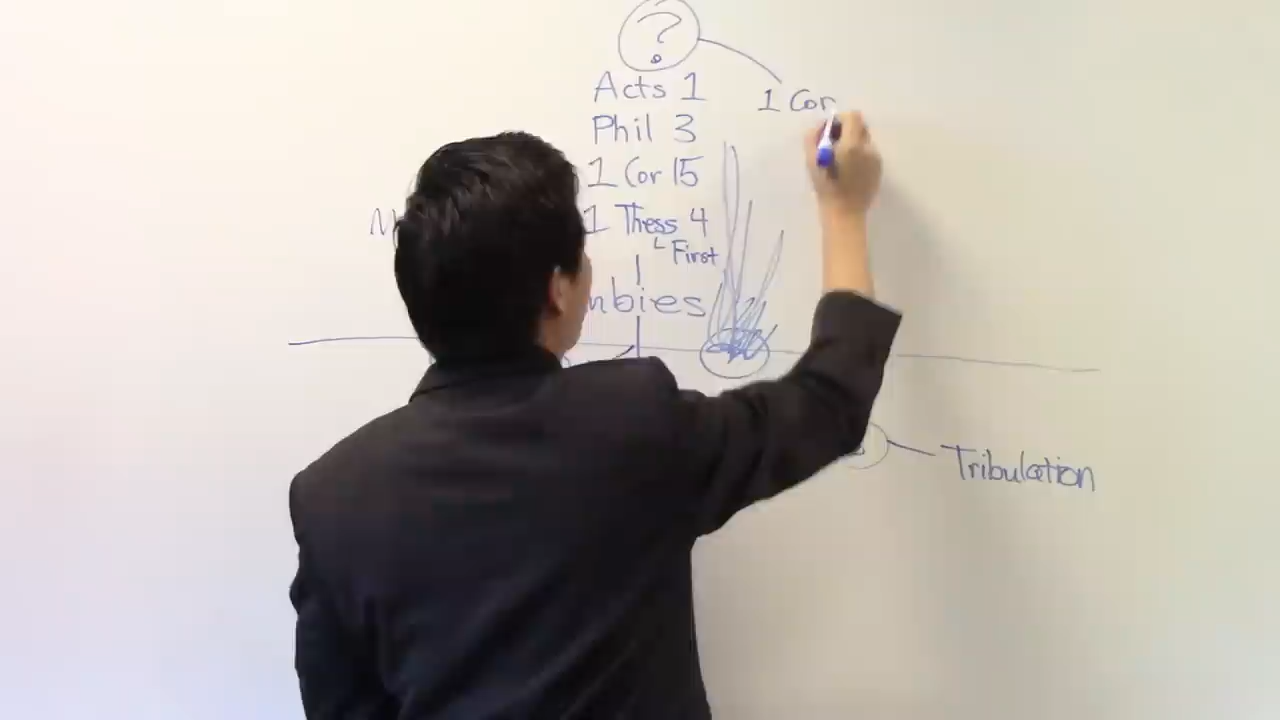 ?
Acts 1
1 Cor
Phil 3
1 Cor 15
1 Thess 4
First
Tribulation